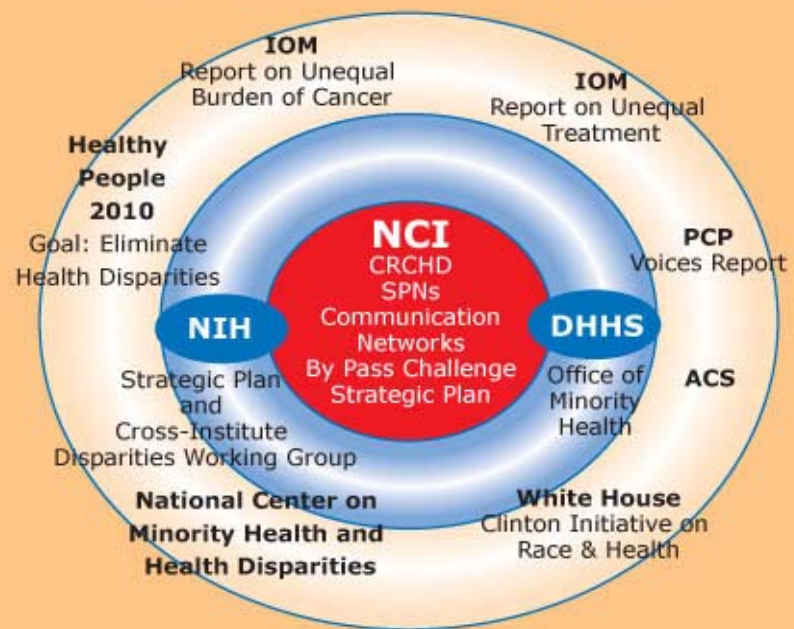 IOM
Report on Unequal
Burden of Cancer
IOM
Report on Unequal
Treatment
Healthy
People
2010
Goal: Eliminate
Health Disparities
NCI
CRCHD
SPNs
Communication
Networks
By Pass Challenge
Strategic Plan
PCP
Voices Report
NIH
Strategic Plan
and
Cross-Institute
Disparities Working Group
DHHS
Office of
Minority
Health
ACS
National Center on
Minority Health and
Health Disparities
White House
Clinton Initiative on
Race & Health